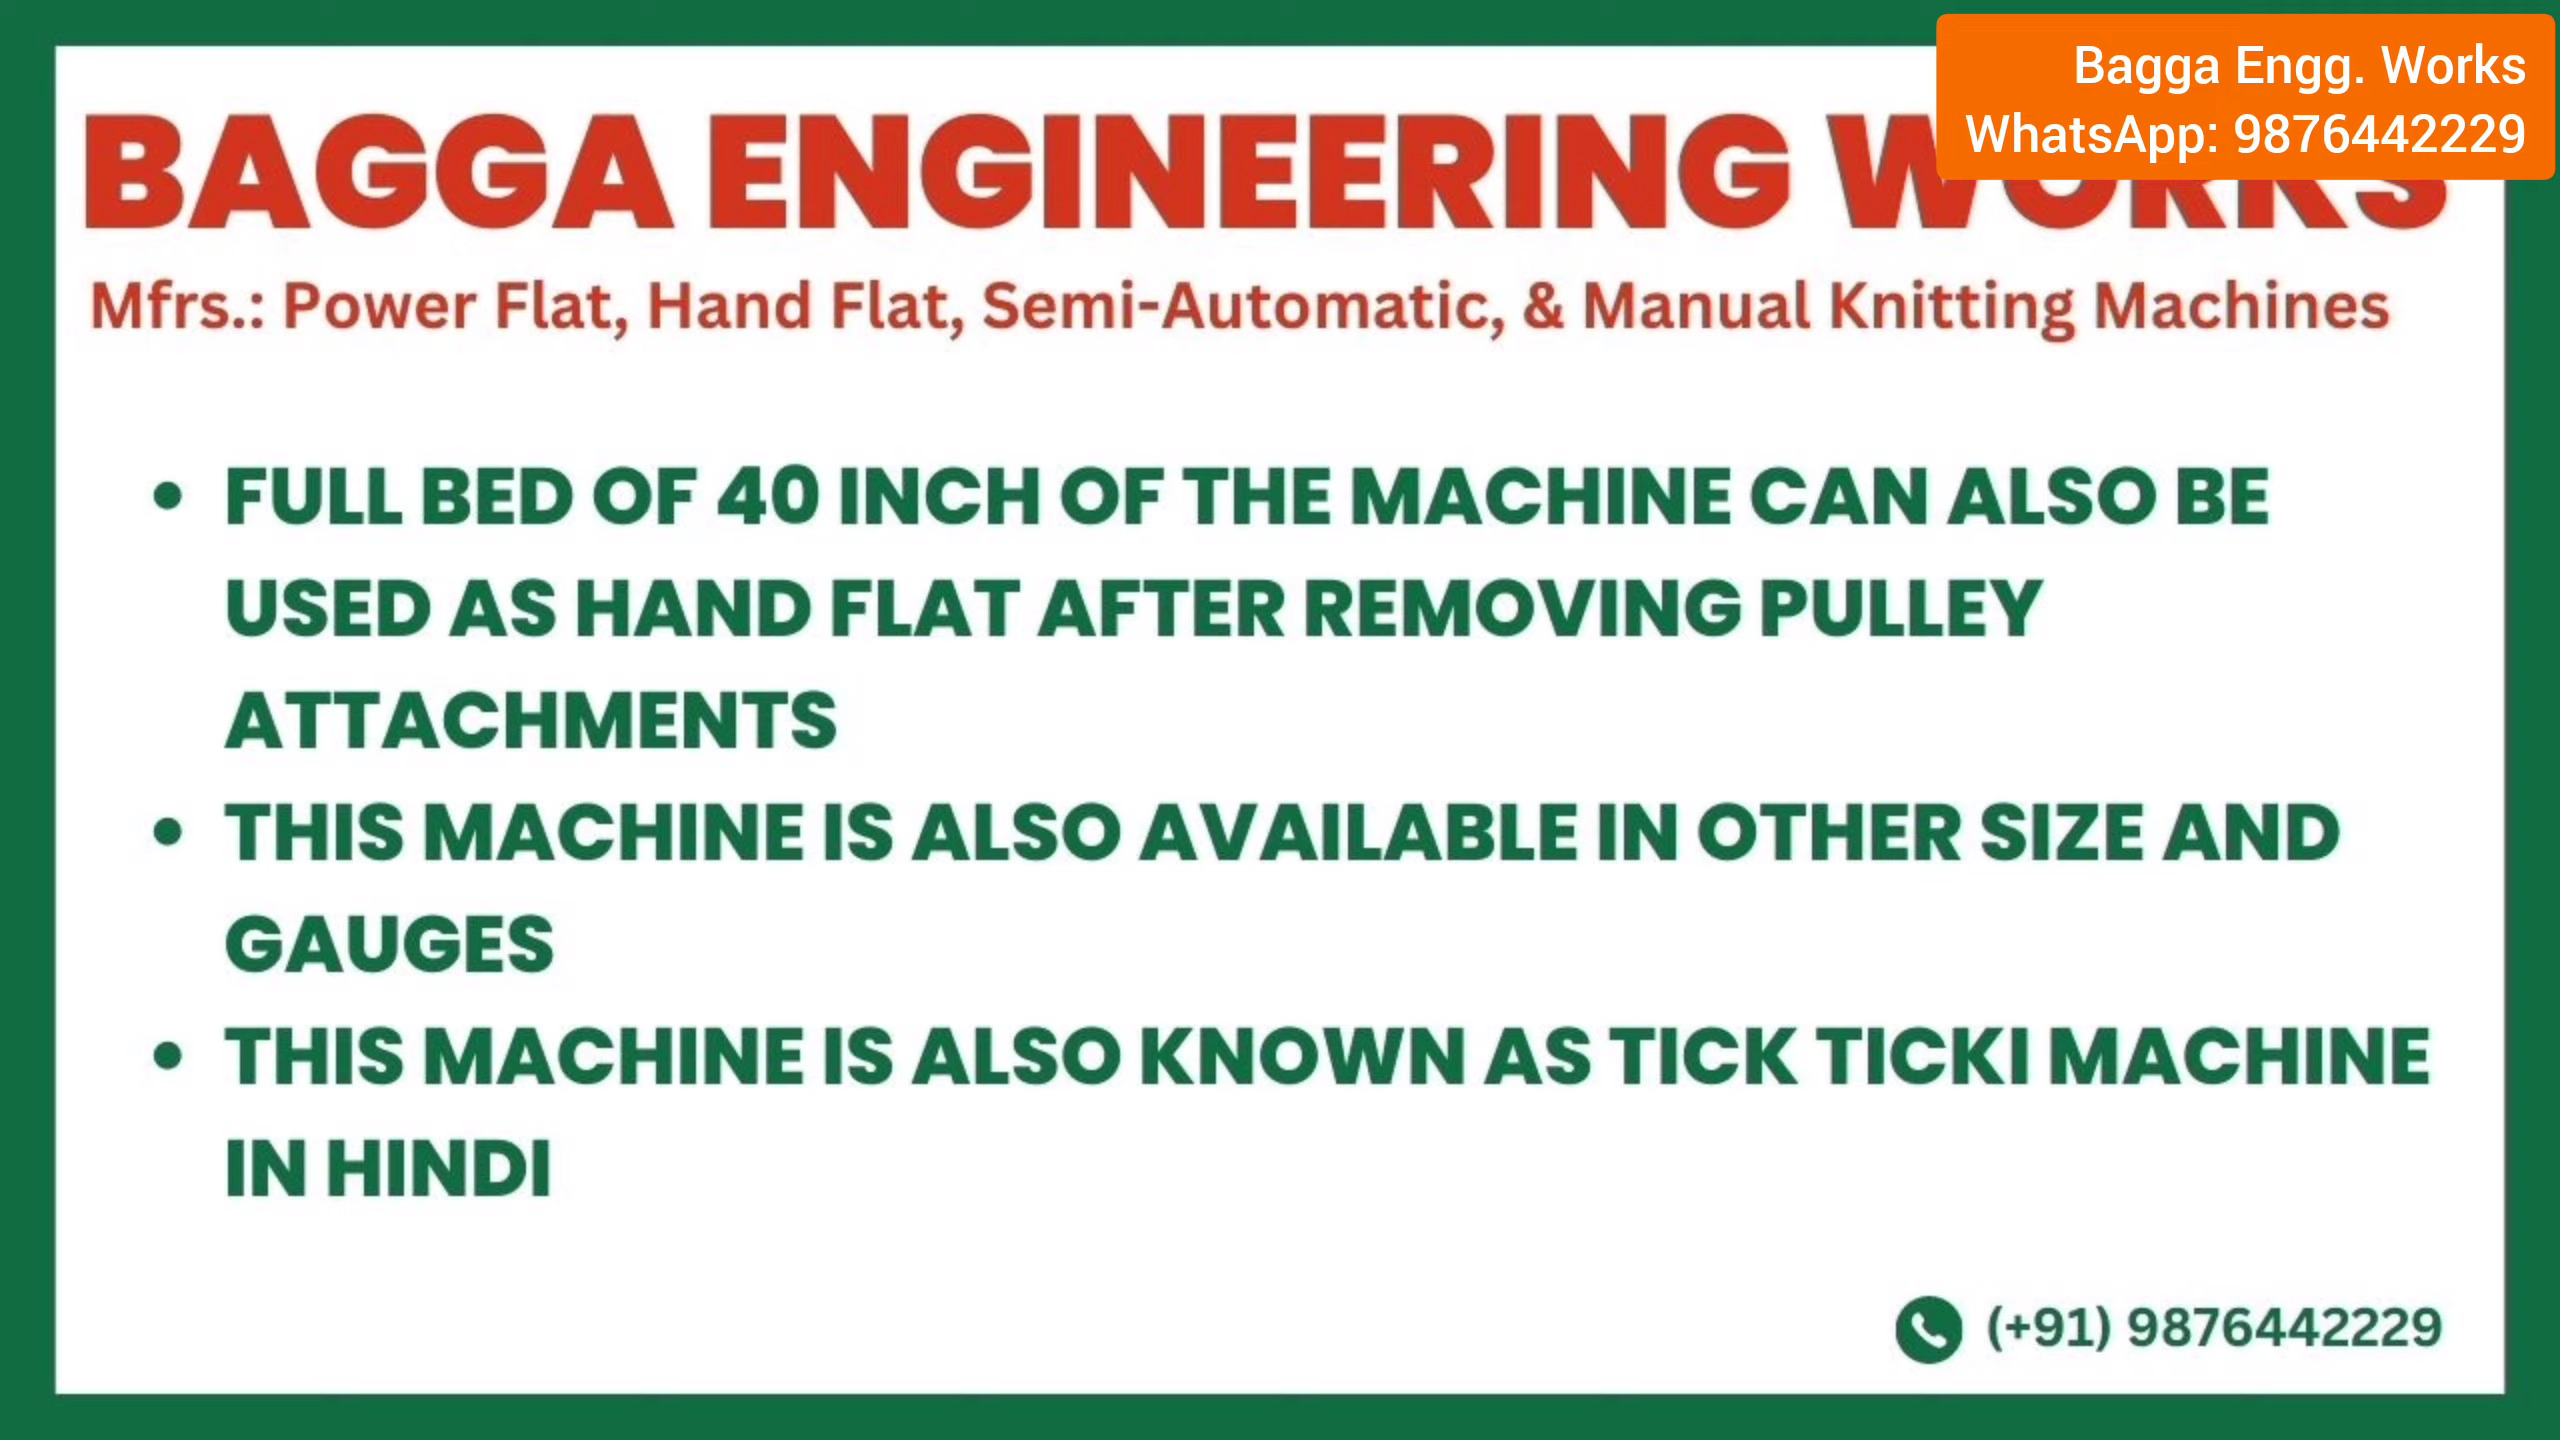 Bagga Engg. Works
WhatsApp: 9876442229
BAGGA ENGINEERING WORKS
Mfrs.: Power Flat, Hand Flat, Semi-Automatic, & Manual Knitting Machines
• FULL BED OF 40 INCH OF THE MACHINE CAN ALSO BE
USED AS HAND FLAT AFTER REMOVING PULLEY
ATTACHMENTS
• THIS MACHINE IS ALSO AVAILABLE IN OTHER SIZE AND
GAUGES
• THIS MACHINE IS ALSO KNOWN AS TICK TICKI MACHINE
IN HINDI
(+91) 9876442229